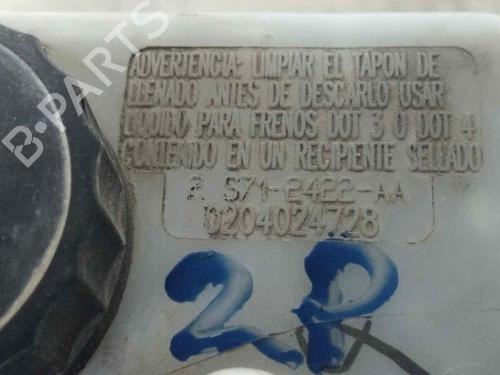 B-PARTS
ADVERTENCIA: LIMPIAR EL TAPON DE
LLENADO ANTES DE DESCARLO USAR
LIQUIDO PARA FRENOS DOT 3 O DOT 4
CONTENIDO EN UN RECIPIENTE SELLADO
S71-2422-AA
0204024728
2P